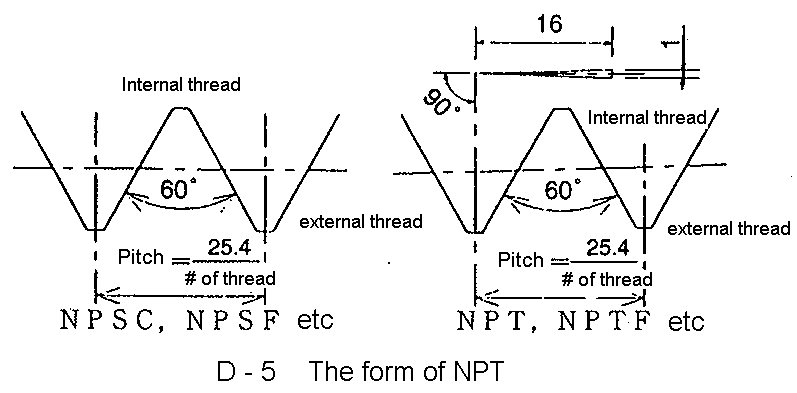 16
1
90°
Internal thread
Internal thread
60°
60°
external thread
external thread
Pitch = 25.4
# of thread
Pitch = 25.4
# of thread
NPSC, NPSF etc
NPT, NPTF etc
D - 5 The form of NPT